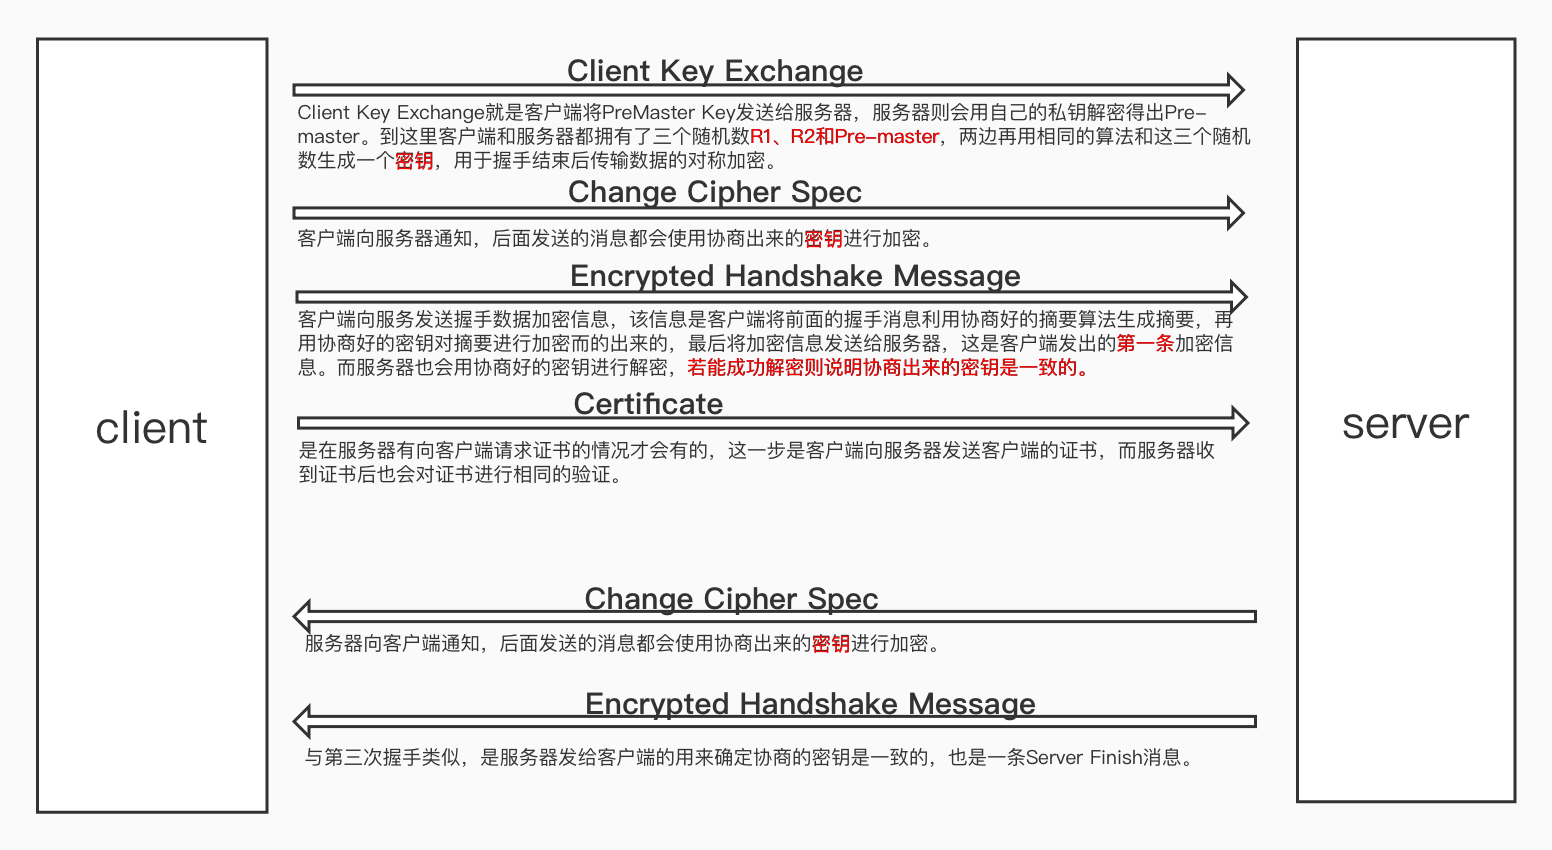 client
server
Client Key Exchange
Client Key Exchange就是客户端将PreMaster Key发送给服务器，服务器则会用自己的私钥解密得出Pre-
master。到这里客户端和服务器都拥有了三个随机数R1、R2和Pre-master，两边再用相同的算法和这三个随机
数生成一个密钥，用于握手结束后传输数据的对称加密。
Change Cipher Spec
客户端向服务器通知，后面发送的消息都会使用协商出来的密钥进行加密。
Encrypted Handshake Message
客户端向服务发送握手数据加密信息，该信息是客户端将前面的握手消息利用协商好的摘要算法生成摘要，再
用协商好的密钥对摘要进行加密而的出来的，最后将加密信息发送给服务器，这是客户端发出的第一条加密信
息。而服务器也会用协商好的密钥进行解密，若能成功解密则说明协商出来的密钥是一致的。
Certificate
是在服务器有向客户端请求证书的情况才会有的，这一步是客户端向服务器发送客户端的证书，而服务器收
到证书后也会对证书进行相同的验证。
Change Cipher Spec
服务器向客户端通知，后面发送的消息都会使用协商出来的密钥进行加密。
Encrypted Handshake Message
与第三次握手类似，是服务器发给客户端的用来确定协商的密钥是一致的，也是一条Server Finish消息。